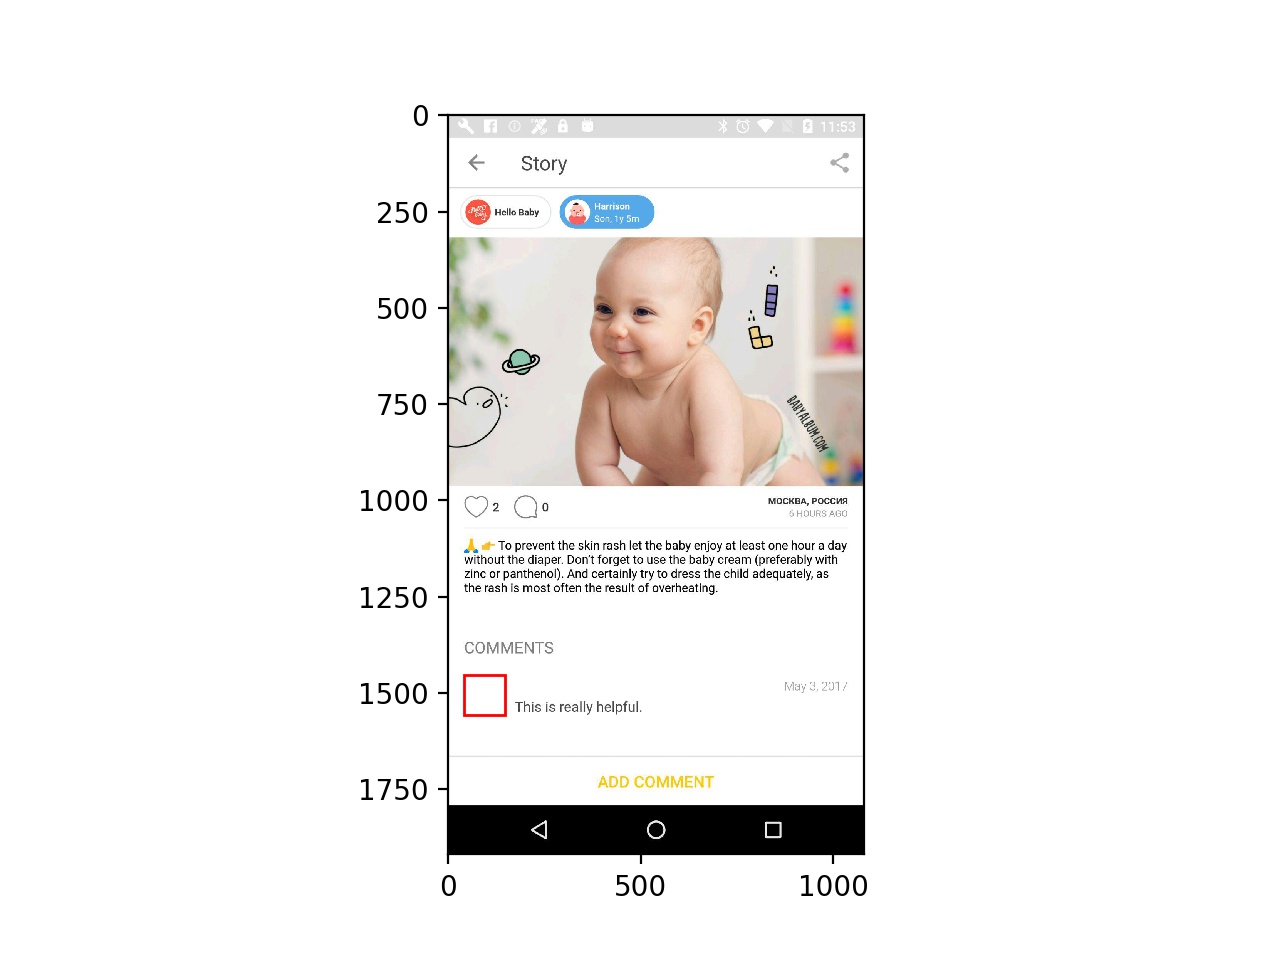 0
11:53
Story
250
Hello Baby
Harrison
Son, 1y 5m
500
750
BABYALBUM.COM
1000
2
0
МОСКВА, РОССИЯ
6 HOURS AGO
🙏👉 To prevent the skin rash let the baby enjoy at least one hour a day
without the diaper. Don't forget to use the baby cream (preferably with
zinc or panthenol). And certainly try to dress the child adequately, as
the rash is most often the result of overheating.
1250
COMMENTS
1500
May 3, 2017
This is really helpful.
1750
ADD COMMENT
0
500
1000